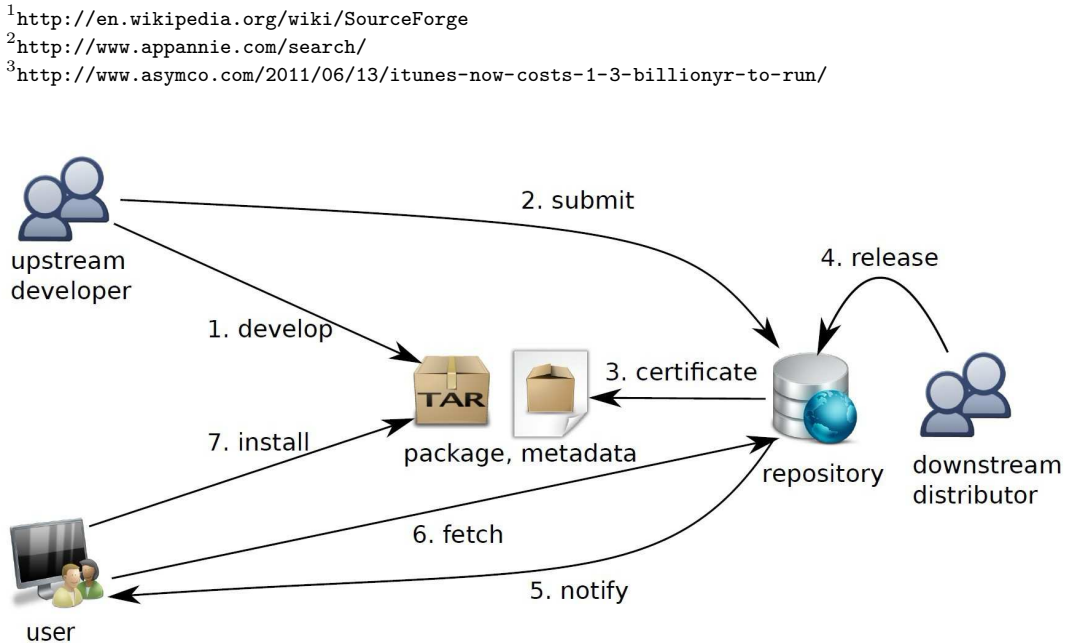 1http://en.wikipedia.org/wiki/SourceForge
2http://www.appannie.com/search/
3http://www.asymco.com/2011/06/13/itunes-now-costs-1-3-billionyr-to-run/
2. submit
upstream
developer
4. release
1. develop
TAR
3. certificate
7. install
package, metadata
repository
downstream
distributor
6. fetch
5. notify
user